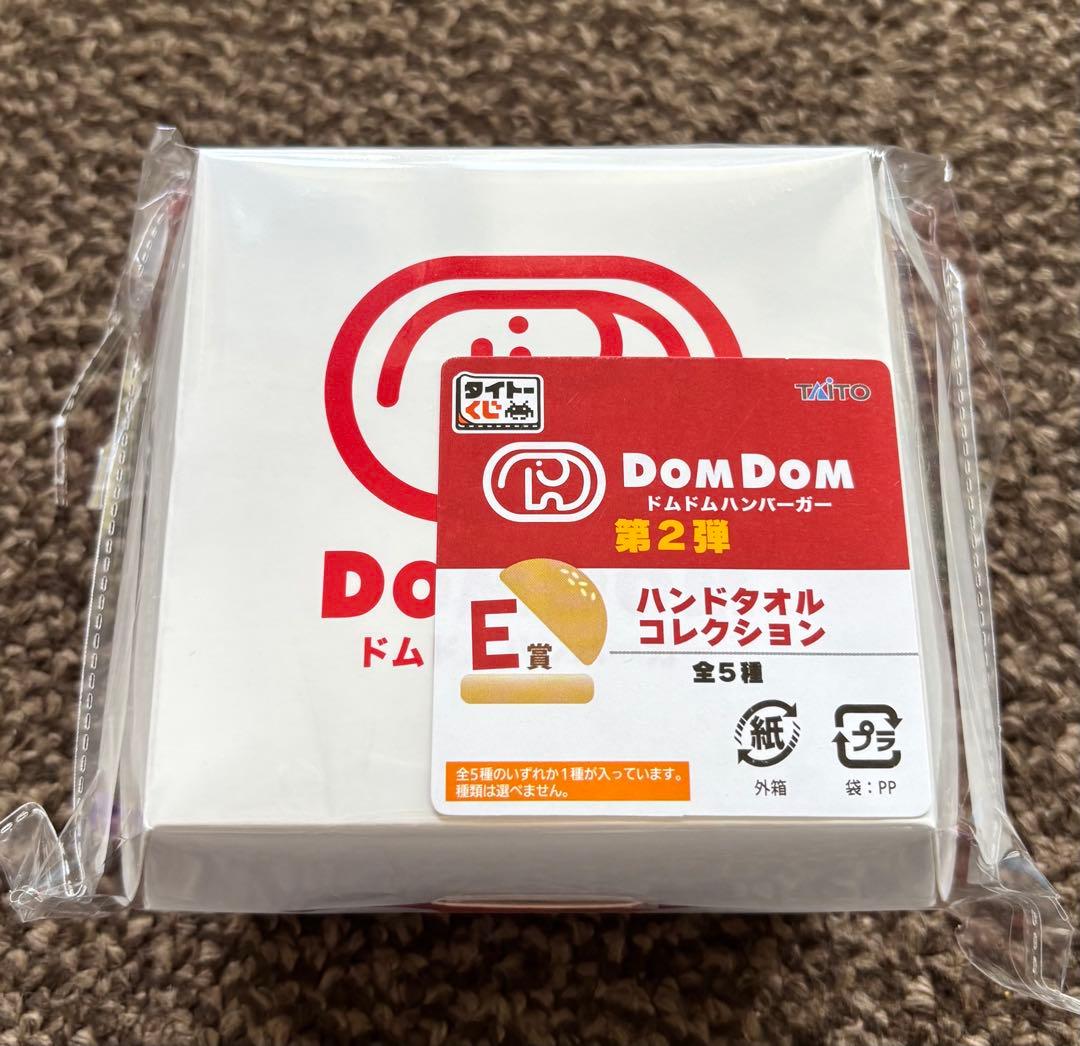 タイトー
くじ
TAITO
DOM DOM
ドムドムハンバーガー
第2弾
E賞
ハンドタオル
コレクション
全5種
紙
外箱
プラ
袋:PP
全5種のいずれか1種が入っています。
種類は選べません。
Do
ドム